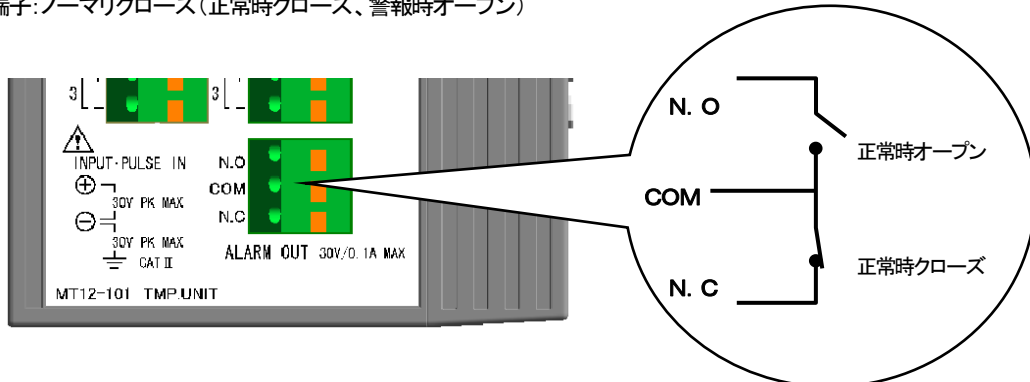 端子:ノーマリクローズ(正常時クローズ、警報時オープン)
3
3
INPUT・PULSE IN
30V PK MAX
30V PK MAX
CAT II
N.O
COM
N.C
ALARM OUT 30V/0.1A MAX
MT12-101 TMP.UNIT
N. O
正常時オープン
COM
正常時クローズ
N. C